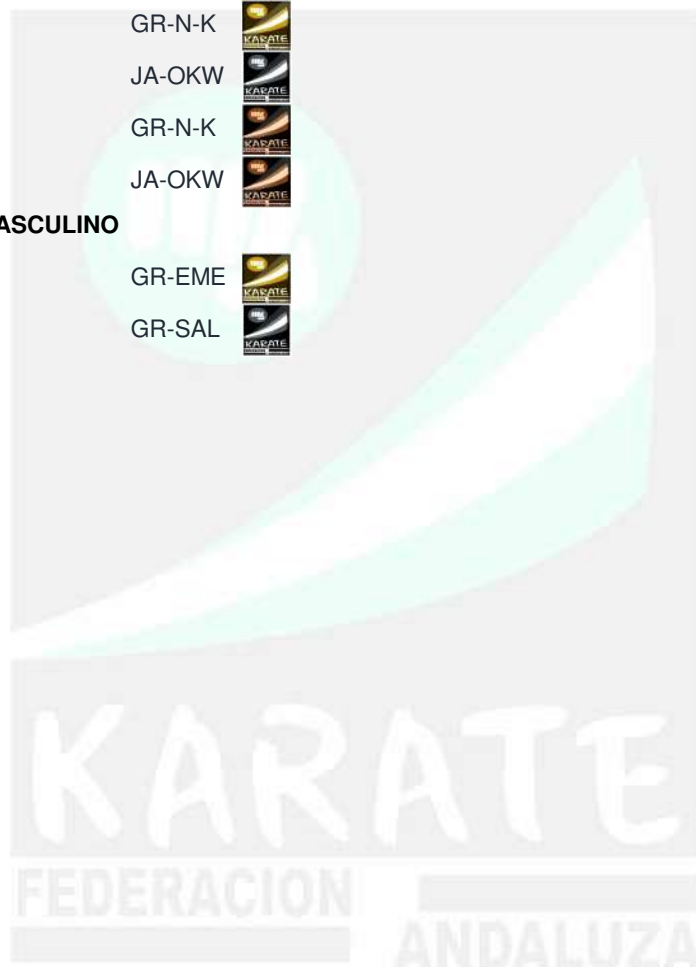 GR-N-K
JA-OKW
GR-N-K
JA-OKW
ASCULINO
GR-EME
GR-SAL
KARATE
FEDERACION
ANDALUZA